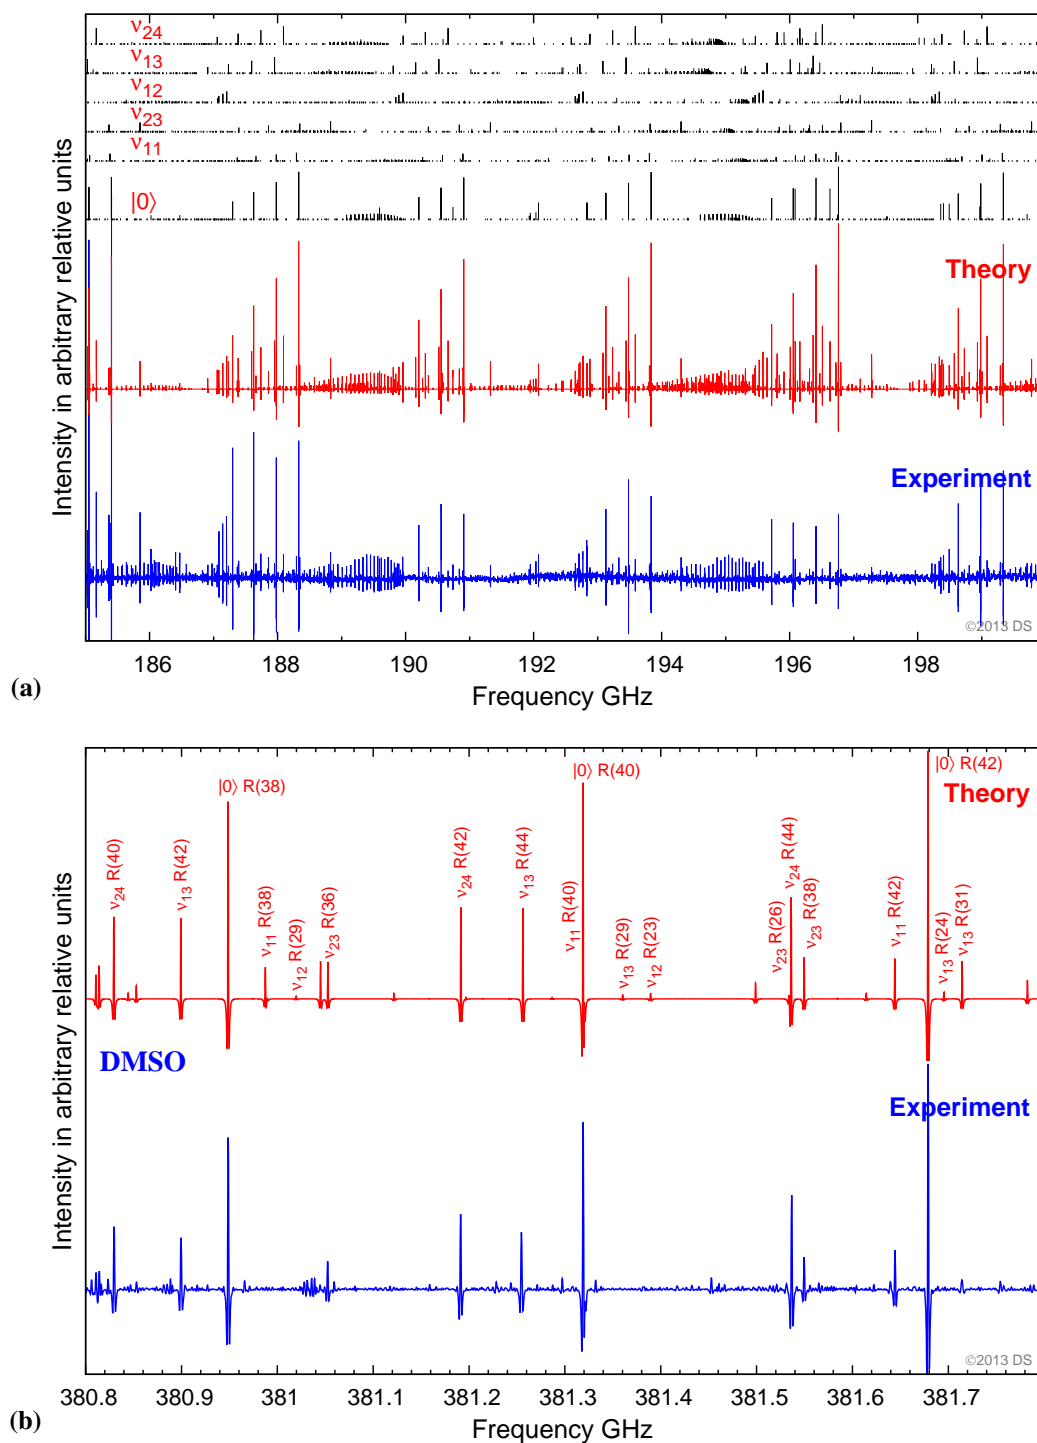 Intensity in arbitrary relative units
ν24
ν13
ν12
ν23
ν11
|0⟩
Theory
Experiment
©2013 DS
186 188 190 192 194 196 198
Frequency GHz
(a)
Intensity in arbitrary relative units
|0⟩ R(38)
|0⟩ R(40)
|0⟩ R(42)
Theory
ν24 R(40)
ν13 R(42)
ν11 R(38)
ν12 R(29)
ν23 R(36)
ν24 R(42)
ν13 R(44)
ν11 R(40)
ν13 R(29)
ν12 R(23)
ν23 R(26)
ν24 R(44)
ν23 R(38)
ν11 R(42)
ν13 R(24)
ν13 R(31)
DMSO
Experiment
©2013 DS
380.8 380.9 381 381.1 381.2 381.3 381.4 381.5 381.6 381.7
Frequency GHz
(b)